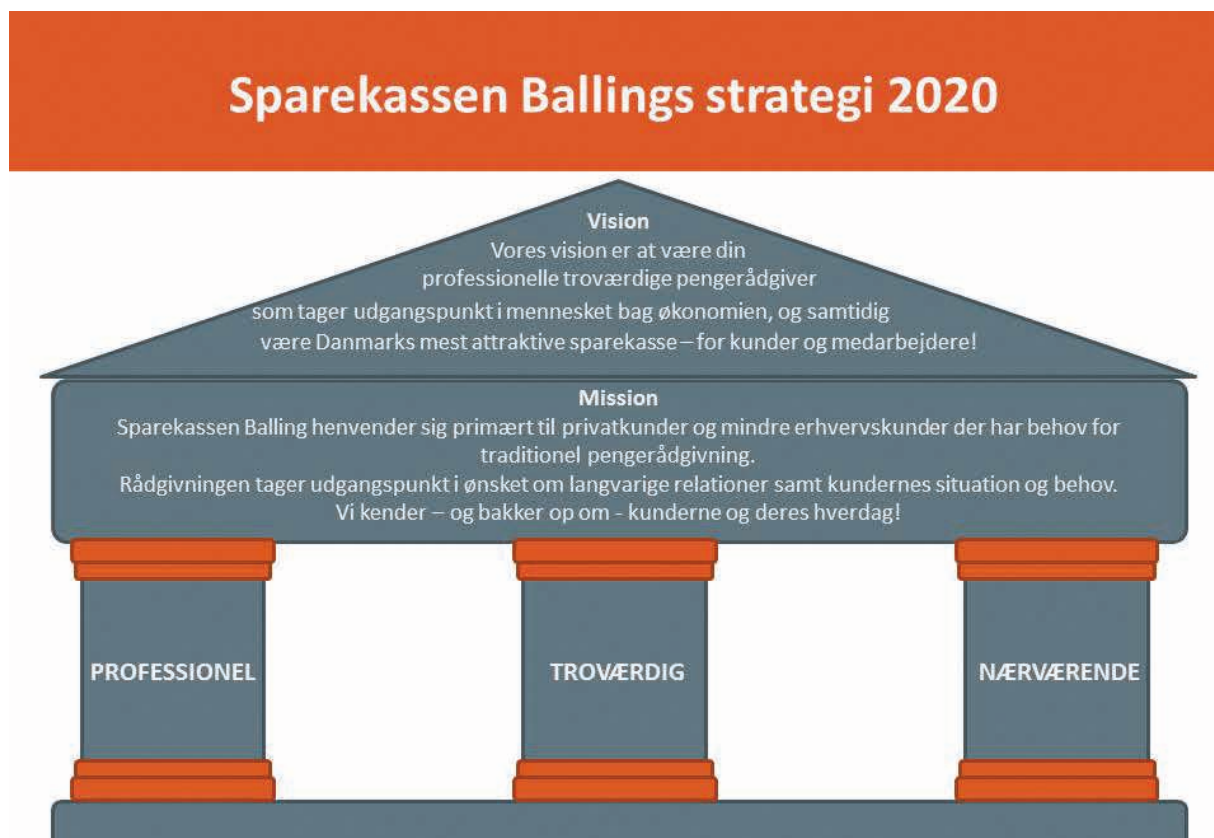 Sparekassen Ballings strategi 2020
Vision
Vores vision er at være din
professionelle troværdige pengerådgiver
som tager udgangspunkt i mennesket bag økonomien, og samtidig
være Danmarks mest attraktive sparekasse – for kunder og medarbejdere!
Mission
Sparekassen Balling henvender sig primært til privatkunder og mindre erhvervskunder der har behov for
traditionel pengerådgivning.
Rådgivningen tager udgangspunkt i ønsket om langvarige relationer samt kundernes situation og behov.
Vi kender – og bakker op om - kunderne og deres hverdag!
PROFESSIONEL
TROVÆRDIG
NÆRVÆRENDE